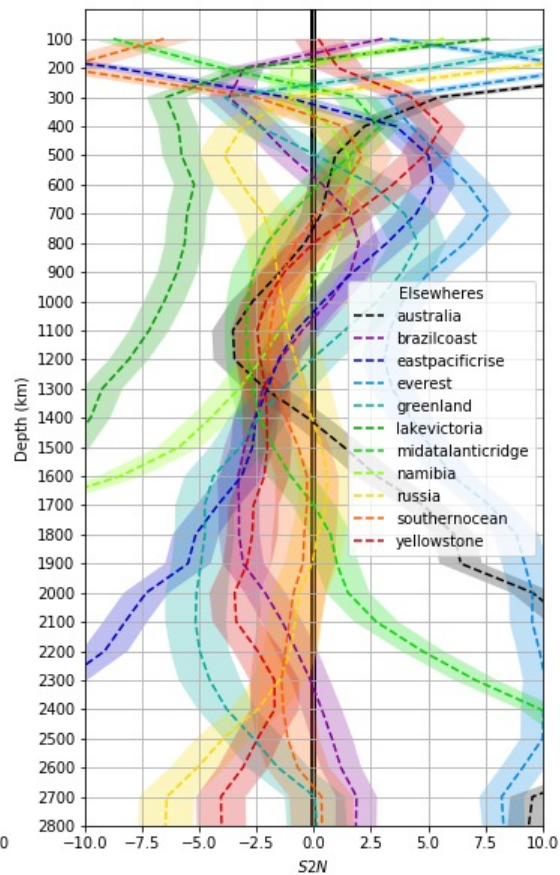 100
200
300
400
500
600
700
800
900
1000
1100
1200
1300
1400
1500
1600
1700
1800
1900
2000
2100
2200
2300
2400
2500
2600
2700
2800
Depth (km)
Elsewheres
australia
brazilcoast
eastpacificrise
everest
greenland
lakevictoria
midatalanticridge
namibia
russia
southernocean
yellowstone
0 −10.0 −7.5 −5.0 −2.5 0.0 2.5 5.0 7.5 10.0
S2N